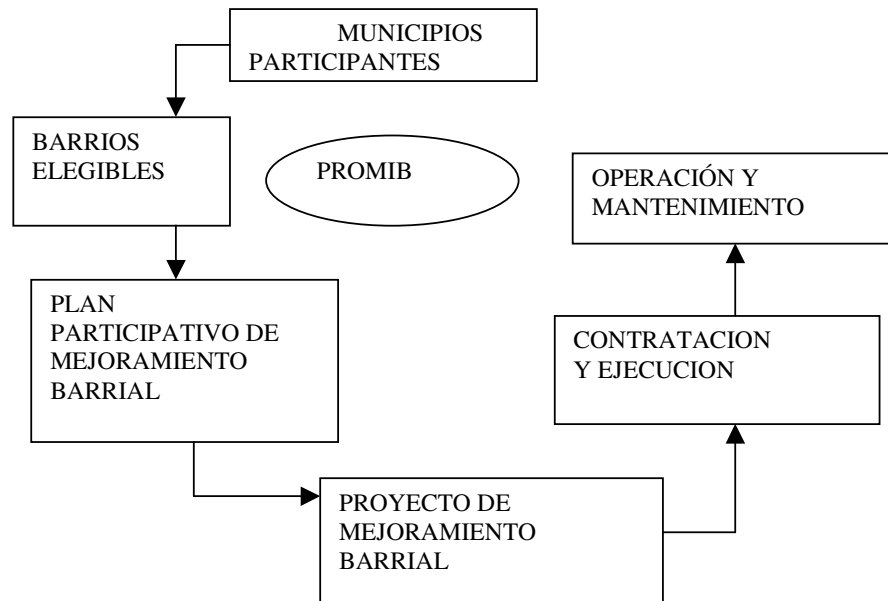 MUNICIPIOS
PARTICIPANTES
BARRIOS
ELEGIBLES
PROMIB
OPERACIÓN Y
MANTENIMIENTO
PLAN
PARTICIPATIVO DE
MEJORAMIENTO
BARRIAL
CONTRATACION
Y EJECUCION
PROYECTO DE
MEJORAMIENTO
BARRIAL